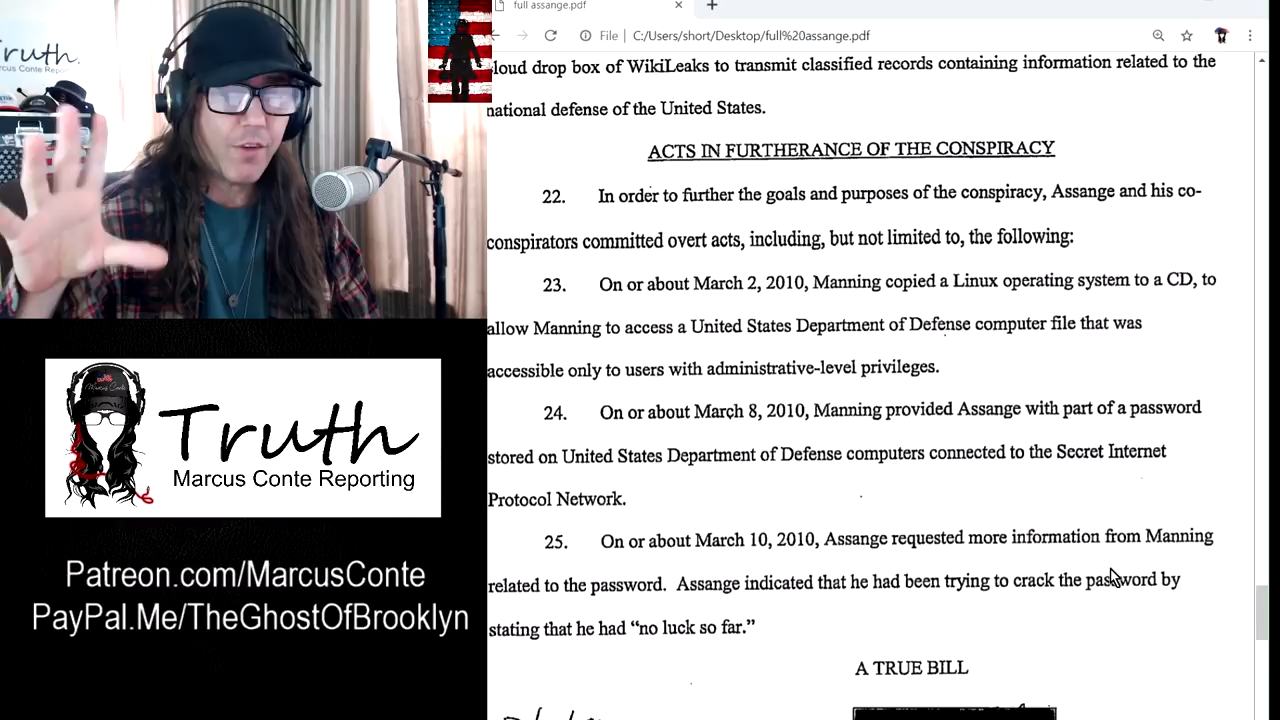 full assange.pdf
File
C:/Users/short/Desktop/full%20assange.pdf
Truth.
Marcus Conte Reporting
loud drop box of WikiLeaks to transmit classified records containing information related to the
national defense of the United States.
ACTS IN FURTHERANCE OF THE CONSPIRACY
22. In order to further the goals and purposes of the conspiracy, Assange and his co-
conspirators committed overt acts, including, but not limited to, the following:
23. On or about March 2, 2010, Manning copied a Linux operating system to a CD, to
allow Manning to access a United States Department of Defense computer file that was
accessible only to users with administrative-level privileges.
24. On or about March 8, 2010, Manning provided Assange with part of a password
stored on United States Department of Defense computers connected to the Secret Internet
Protocol Network.
25. On or about March 10, 2010, Assange requested more information from Manning
related to the password. Assange indicated that he had been trying to crack the password by
stating that he had “no luck so far.”
A TRUE BILL
Truth
Marcus Conte Reporting
Patreon.com/MarcusConte
PayPal.Me/TheGhostOfBrooklyn